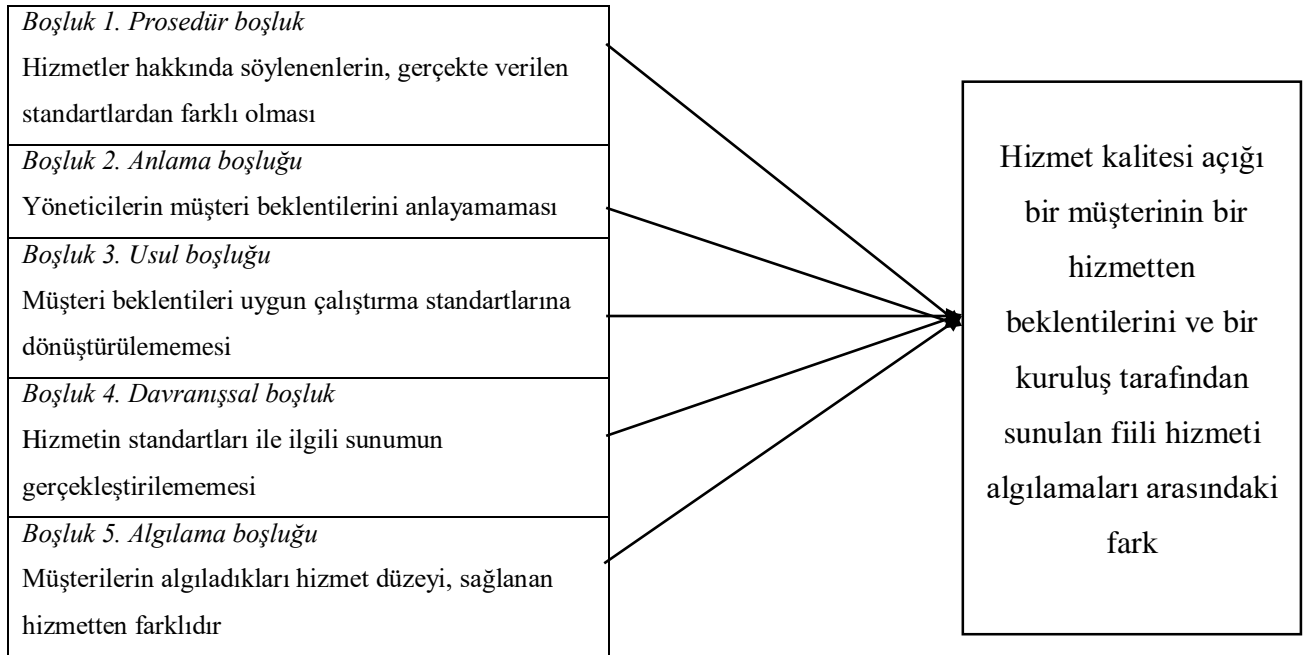 Boşluk 1. Prosedür boşluk
Hizmetler hakkında söylenenlerin, gerçekte verilen
standartlardan farklı olması
Boşluk 2. Anlama boşluğu
Yöneticilerin müşteri beklentilerini anlayamaması
Boşluk 3. Usul boşluğu
Müşteri beklentileri uygun çalıştırma standartlarına
dönüştürülememesi
Boşluk 4. Davranışsal boşluk
Hizmetin standartları ile ilgili sunumun
gerçekleştirilememesi
Boşluk 5. Algılama boşluğu
Müşterilerin algıladıkları hizmet düzeyi, sağlanan
hizmetten farklıdır
Hizmet kalitesi açığı
bir müşterinin bir
hizmetten
beklentilerini ve bir
kuruluş tarafından
sunulan fiili hizmeti
algılamaları arasındaki
fark